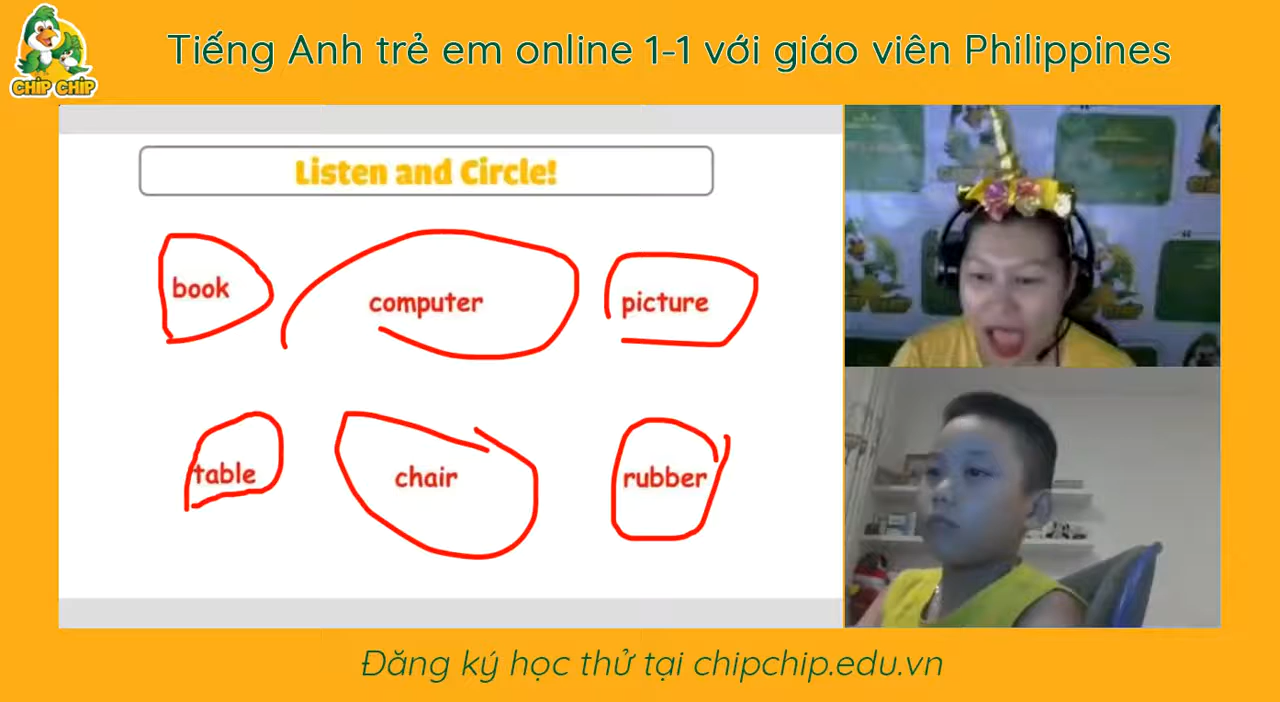 CHIP CHIP
Tiếng Anh trẻ em online 1-1 với giáo viên Philippines
Listen and Circle!
book
computer
picture
table
chair
rubber
Đăng ký học thử tại chipchip.edu.vn